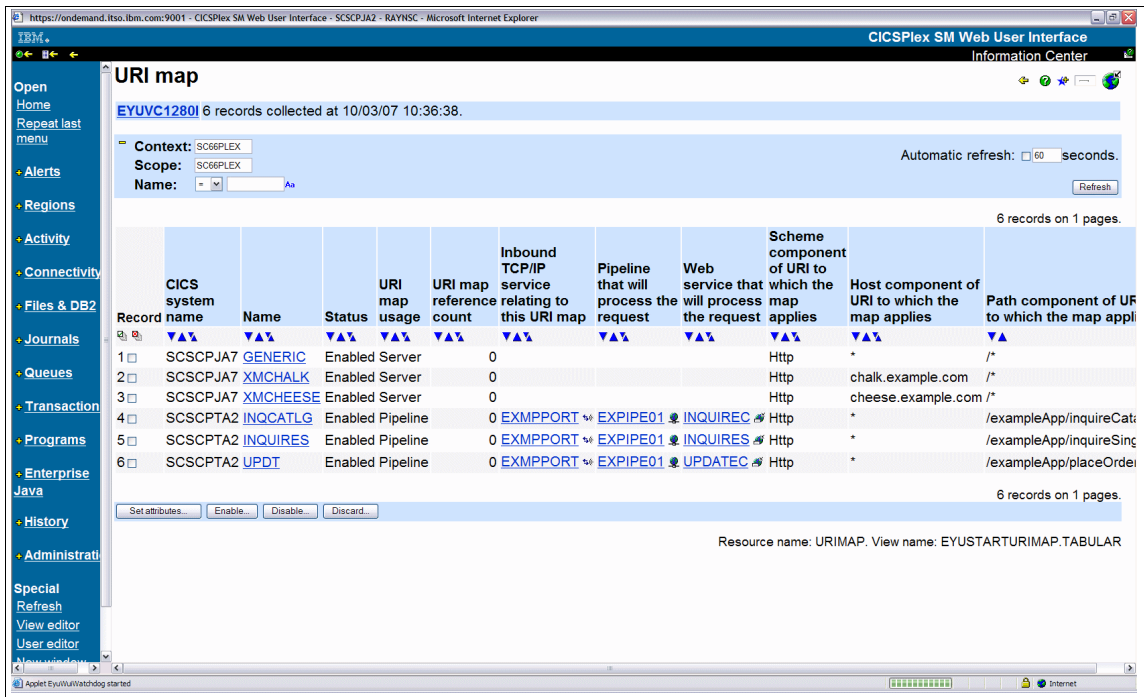 https://ondemand.itso.ibm.com:9001 - CICSPlex SM Web User Interface - SCSCPJA2 - RAYNSC - Microsoft Internet Explorer
IBM.
CICSPlex SM Web User Interface
Information Center
Open
Home
Repeat last
menu
Alerts
Regions
Activity
Connectivity
Files & DB2
Journals
Queues
Transaction
Programs
Enterprise
Java
History
Administrati
Special
Refresh
View editor
User editor
New window
URI map
EYUVC1280I 6 records collected at 10/03/07 10:36:38.
Context: SC66PLEX
Scope: SC66PLEX
Name: = Aa
Automatic refresh: 60 seconds.
Refresh
6 records on 1 pages.
Record
CICS
system
name
Name
Status
URI
map
usage
URI map
reference
count
Inbound
TCP/IP
service
relating to
this URI map
Pipeline
that will
process the
request
Web
service that
will process
the request
Scheme
component
of URI to
which the
map
applies
Host component of
URI to which the
map applies
Path component of UR
to which the map appli
1 SCSCPJA7 GENERIC Enabled Server 0 Http * /*
2 SCSCPJA7 XMCHALK Enabled Server 0 Http chalk.example.com /*
3 SCSCPJA7 XMCHEESE Enabled Server 0 Http cheese.example.com /*
4 SCSCPTA2 INQCATLG Enabled Pipeline 0 EXMPPORT EXPIPE01 INQUIREC Http * /exampleApp/inquireCata
5 SCSCPTA2 INQUIRES Enabled Pipeline 0 EXMPPORT EXPIPE01 INQUIRES Http * /exampleApp/inquireSing
6 SCSCPTA2 UPDT Enabled Pipeline 0 EXMPPORT EXPIPE01 UPDATEC Http * /exampleApp/placeOrder
6 records on 1 pages.
Set attributes... Enable... Disable... Discard...
Resource name: URIMAP. View name: EYUSTARTURIMAP.TABULAR
Applet EyuWuiWatchdog started
Internet